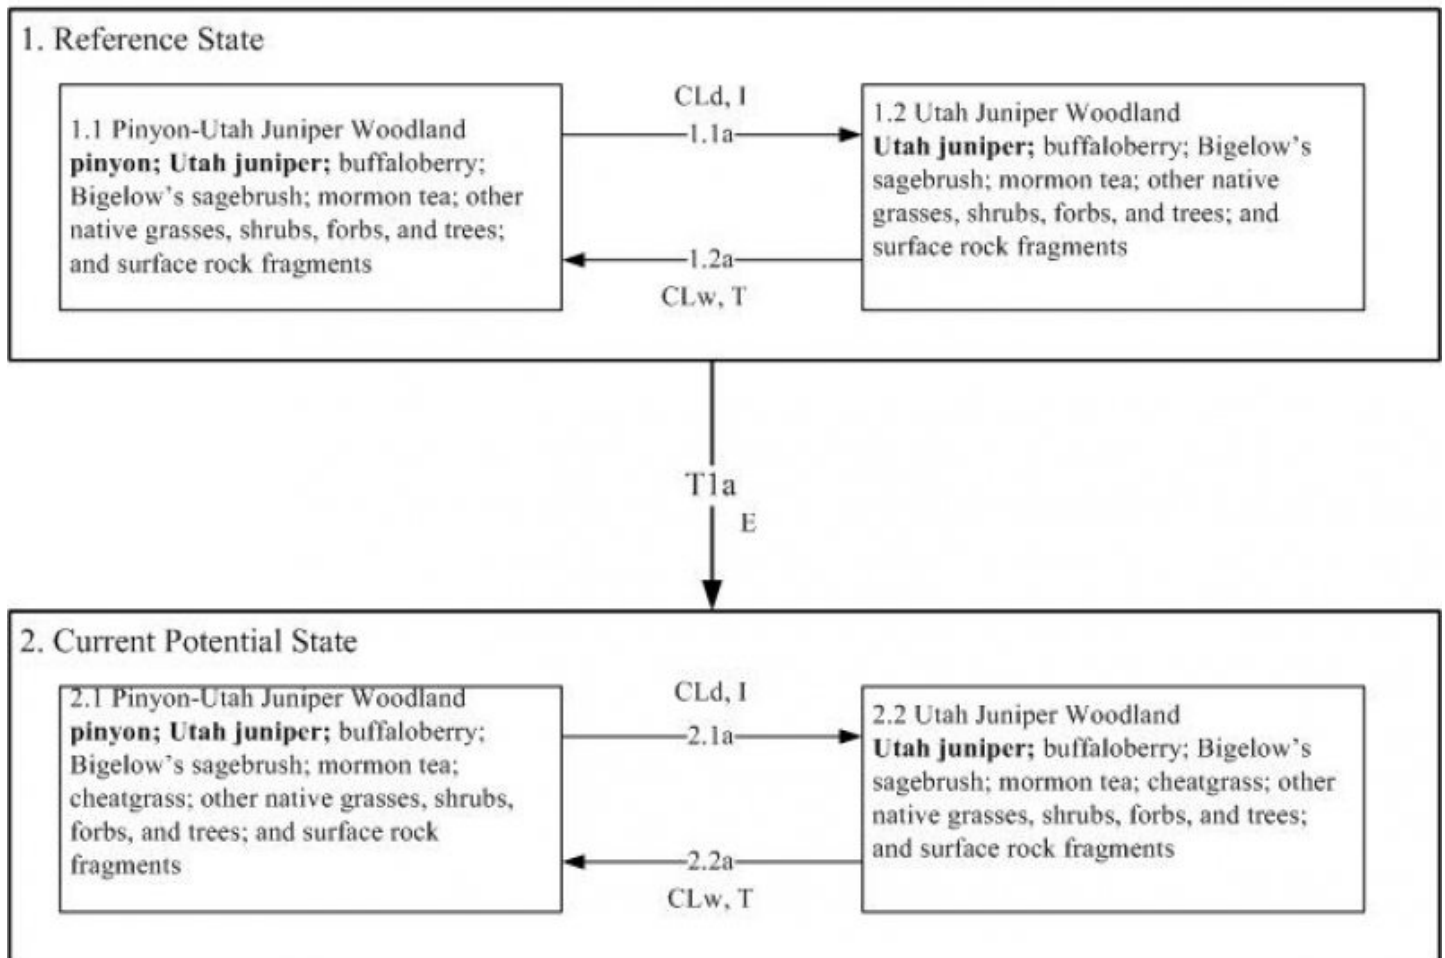 1. Reference State
1.1 Pinyon-Utah Juniper Woodland
pinyon; Utah juniper; buffaloberry;
Bigelow’s sagebrush; mormon tea; other
native grasses, shrubs, forbs, and trees;
and surface rock fragments
CLd, I
1.1a
1.2a
CLw, T
1.2 Utah Juniper Woodland
Utah juniper; buffaloberry; Bigelow’s
sagebrush; mormon tea; other native
grasses, shrubs, forbs, and trees; and
surface rock fragments
T1a
E
2. Current Potential State
2.1 Pinyon-Utah Juniper Woodland
pinyon; Utah juniper; buffaloberry;
Bigelow’s sagebrush; mormon tea;
cheatgrass; other native grasses, shrubs,
forbs, and trees; and surface rock
fragments
CLd, I
2.1a
2.2a
CLw, T
2.2 Utah Juniper Woodland
Utah juniper; buffaloberry; Bigelow’s
sagebrush; mormon tea; cheatgrass; other
native grasses, shrubs, forbs, and trees;
and surface rock fragments